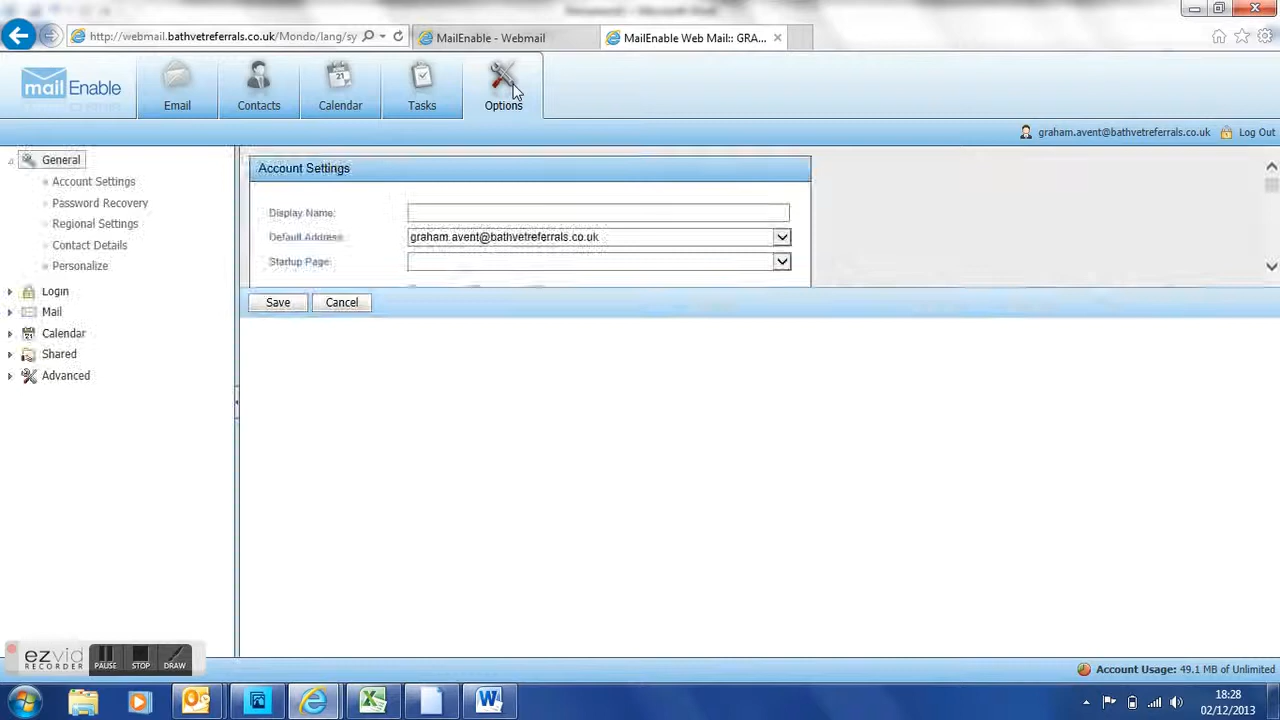 http://webmail.bathvetreferrals.co.uk/Mondo/lang/sy
MailEnable - Webmail
MailEnable Web Mail:: GRA...
mailEnable
Email
Contacts
Calendar
Tasks
Options
graham.avent@bathvetreferrals.co.uk
Log Out
General
Account Settings
Password Recovery
Regional Settings
Contact Details
Personalize
Login
Mail
Calendar
Shared
Advanced
Account Settings
Display Name:
Default Address:
graham.avent@bathvetreferrals.co.uk
Startup Page:
Save
Cancel
ezvid
RECORDER
PAUSE
STOP
DRAW
Account Usage: 49.1 MB of Unlimited
18:28
02/12/2013